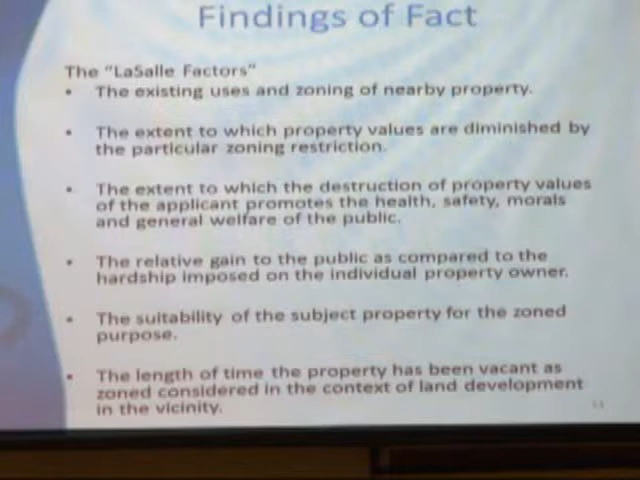 Findings of Fact
The "LaSalle Factors"
• The existing uses and zoning of nearby property.
• The extent to which property values are diminished by
the particular zoning restriction.
• The extent to which the destruction of property values
of the applicant promotes the health, safety, morals
and general welfare of the public.
• The relative gain to the public as compared to the
hardship imposed on the individual property owner.
• The suitability of the subject property for the zoned
purpose.
• The length of time the property has been vacant as
zoned considered in the context of land development
in the vicinity.